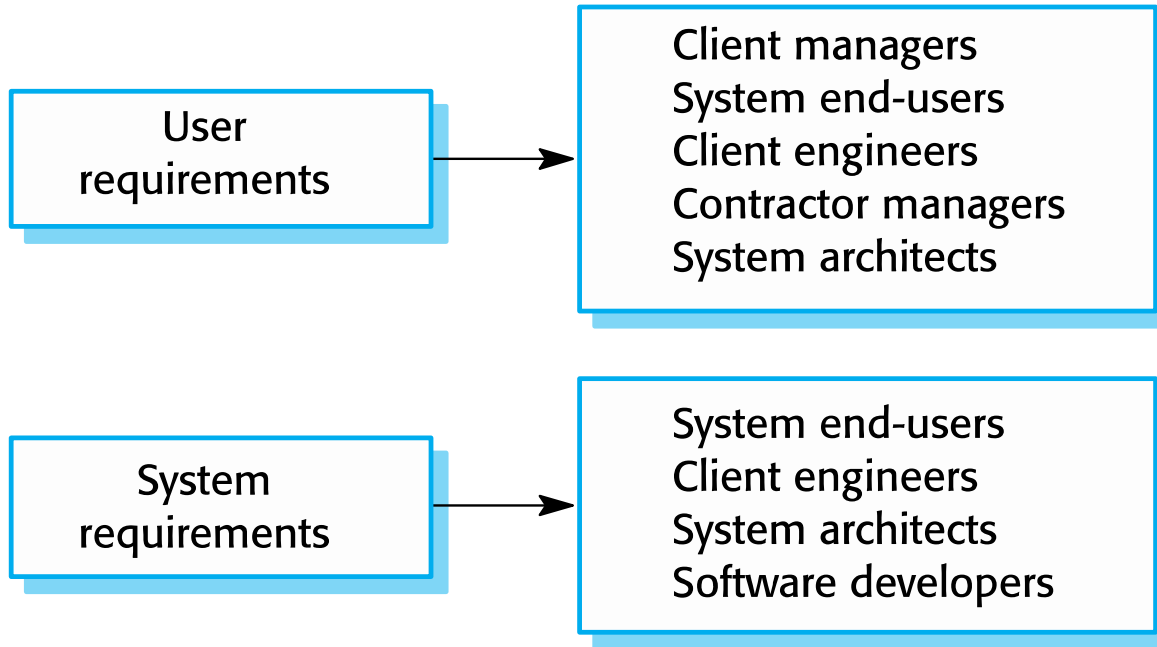 User
requirements
Client managers
System end-users
Client engineers
Contractor managers
System architects
System
requirements
System end-users
Client engineers
System architects
Software developers